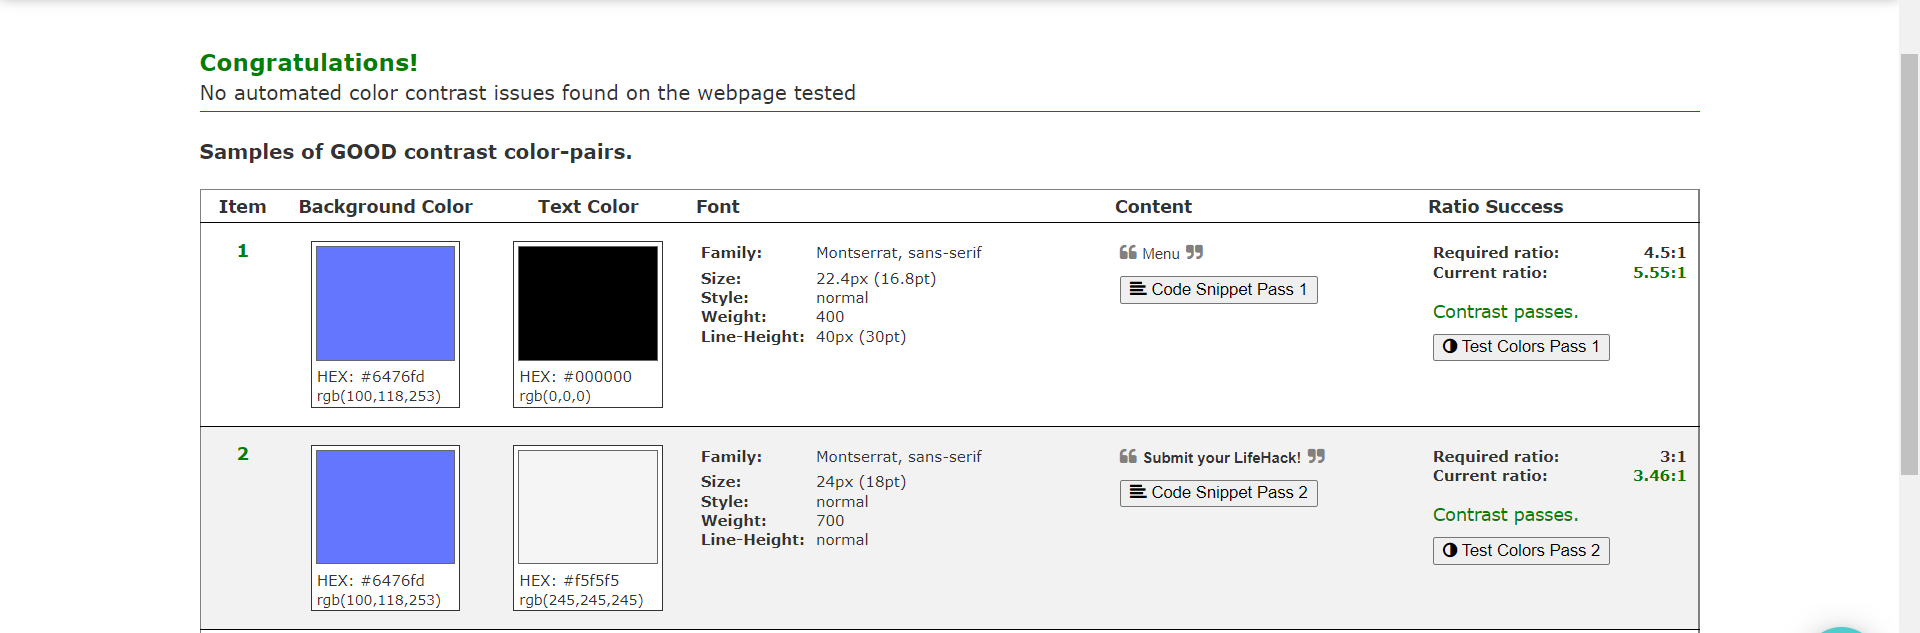 Congratulations!
No automated color contrast issues found on the webpage tested
Samples of GOOD contrast color-pairs.
Item Background Color Text Color Font Content Ratio Success
1
HEX: #6476fd
rgb(100,118,253)
HEX: #000000
rgb(0,0,0)
Family: Montserrat, sans-serif
Size: 22.4px (16.8pt)
Style: normal
Weight: 400
Line-Height: 40px (30pt)
❝ Menu ❞
Code Snippet Pass 1
Required ratio: 4.5:1
Current ratio: 5.55:1
Contrast passes.
Test Colors Pass 1
2
HEX: #6476fd
rgb(100,118,253)
HEX: #f5f5f5
rgb(245,245,245)
Family: Montserrat, sans-serif
Size: 24px (18pt)
Style: normal
Weight: 700
Line-Height: normal
❝ Submit your LifeHack! ❞
Code Snippet Pass 2
Required ratio: 3:1
Current ratio: 3.46:1
Contrast passes.
Test Colors Pass 2